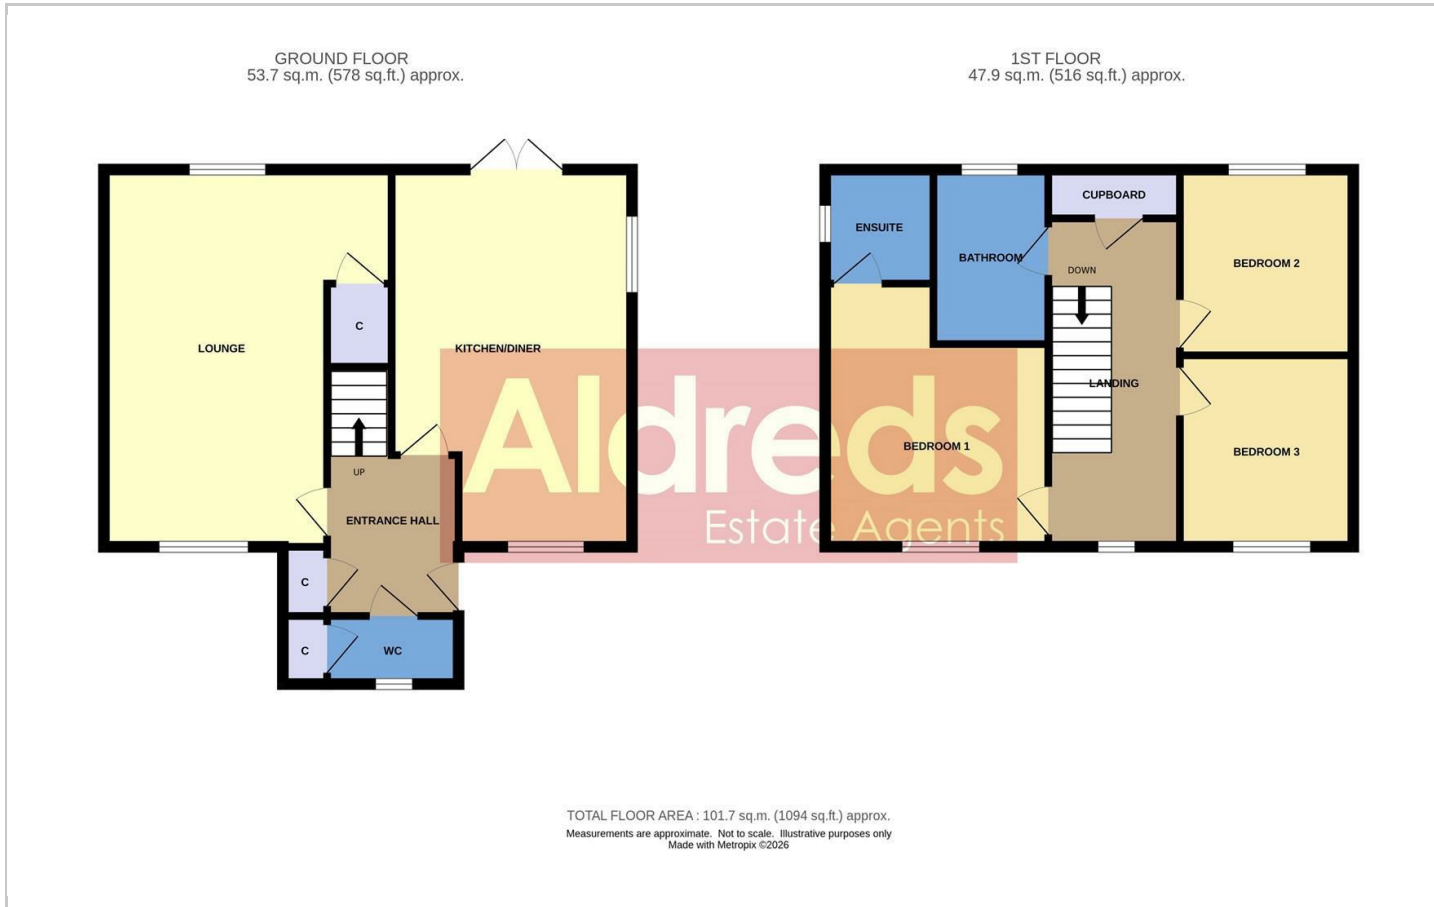 GROUND FLOOR
53.7 sq.m. (578 sq.ft.) approx.
1ST FLOOR
47.9 sq.m. (516 sq.ft.) approx.
LOUNGE
C
KITCHEN/DINER
UP
ENTRANCE HALL
C
C
WC
ENSUITE
BATHROOM
CUPBOARD
DOWN
BEDROOM 2
LANDING
BEDROOM 1
BEDROOM 3
Aldreds
Estate Agents
TOTAL FLOOR AREA : 101.7 sq.m. (1094 sq.ft.) approx.
Measurements are approximate. Not to scale. Illustrative purposes only
Made with Metropix ©2026